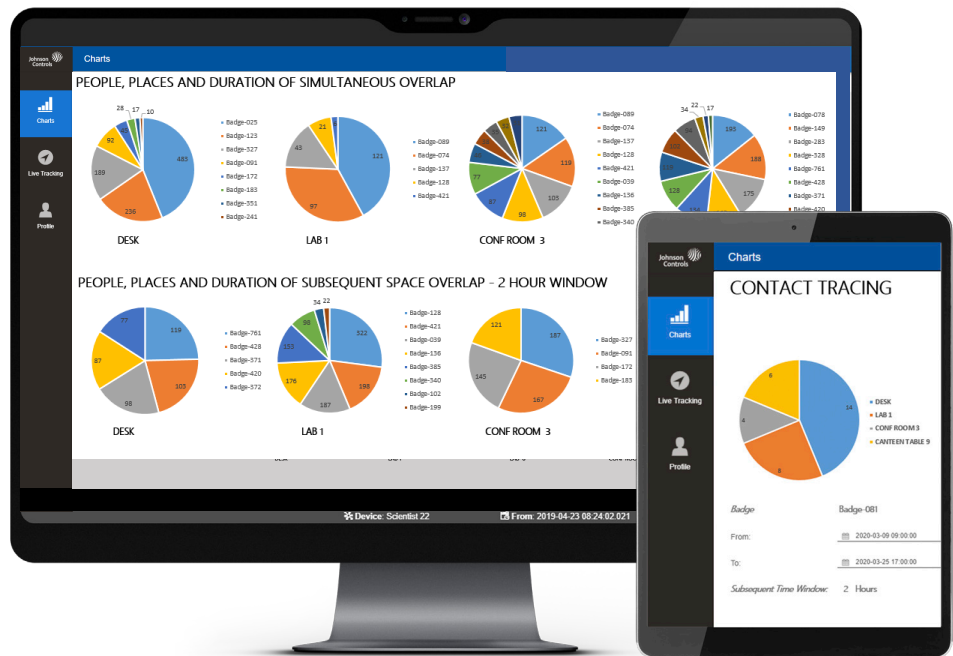 Johnson
Controls
Charts
Charts
Live Tracking
Profile
PEOPLE, PLACES AND DURATION OF SIMULTANEOUS OVERLAP
28
17
10
92
189
236
483
Badge-025
Badge-123
Badge-327
Badge-091
Badge-172
Badge-183
Badge-351
Badge-241
DESK
21
43
97
121
Badge-089
Badge-074
Badge-137
Badge-128
Badge-421
LAB 1
121
119
103
98
87
77
Badge-089
Badge-074
Badge-137
Badge-128
Badge-421
Badge-039
Badge-136
Badge-385
Badge-340
CONF ROOM 3
34
22
17
195
188
175
128
Badge-078
Badge-149
Badge-283
Badge-328
Badge-761
Badge-428
Badge-371
Badge-420
PEOPLE, PLACES AND DURATION OF SUBSEQUENT SPACE OVERLAP - 2 HOUR WINDOW
77
119
87
103
98
Badge-761
Badge-428
Badge-371
Badge-420
Badge-372
DESK
34
22
98
153
322
176
198
187
Badge-128
Badge-421
Badge-039
Badge-136
Badge-385
Badge-340
Badge-102
Badge-199
LAB 1
121
187
145
167
Badge-327
Badge-091
Badge-172
Badge-183
CONF ROOM 3
Device: Scientist 22
From: 2019-04-23 08:24:02.021
Johnson
Controls
Charts
Charts
Live Tracking
Profile
CONTACT TRACING
6
14
4
8
DESK
LAB 1
CONF ROOM 3
CANTEEN TABLE 9
Badge Badge-081
From: 2020-03-09 09:00:00
To: 2020-03-25 17:00:00
Subsequent Time Window: 2 Hours